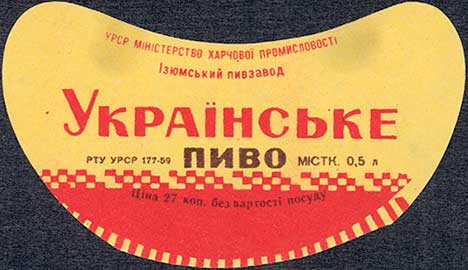 УРСР МІНІСТЕРСТВО ХАРЧОВОЇ ПРОМИСЛОВОСТІ
Ізюмський пивзавод
УКРАЇНСЬКЕ
РТУ УРСР 177-59 ПИВО МІСТК. 0,5 л
Ціна 27 коп. без вартості посуду